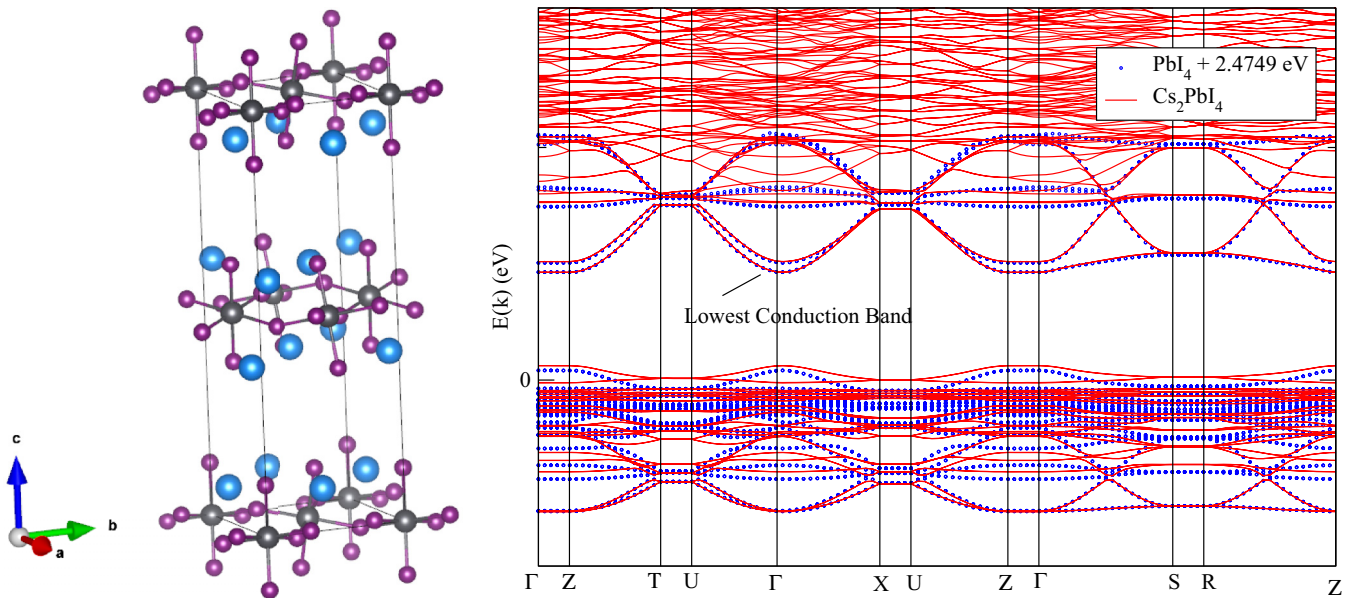 c
b
a
E(k) (eV)
0
PbI₄ + 2.4749 eV
Cs₂PbI₄
Lowest Conduction Band
Γ Z T U Γ X U Z Γ S R Z